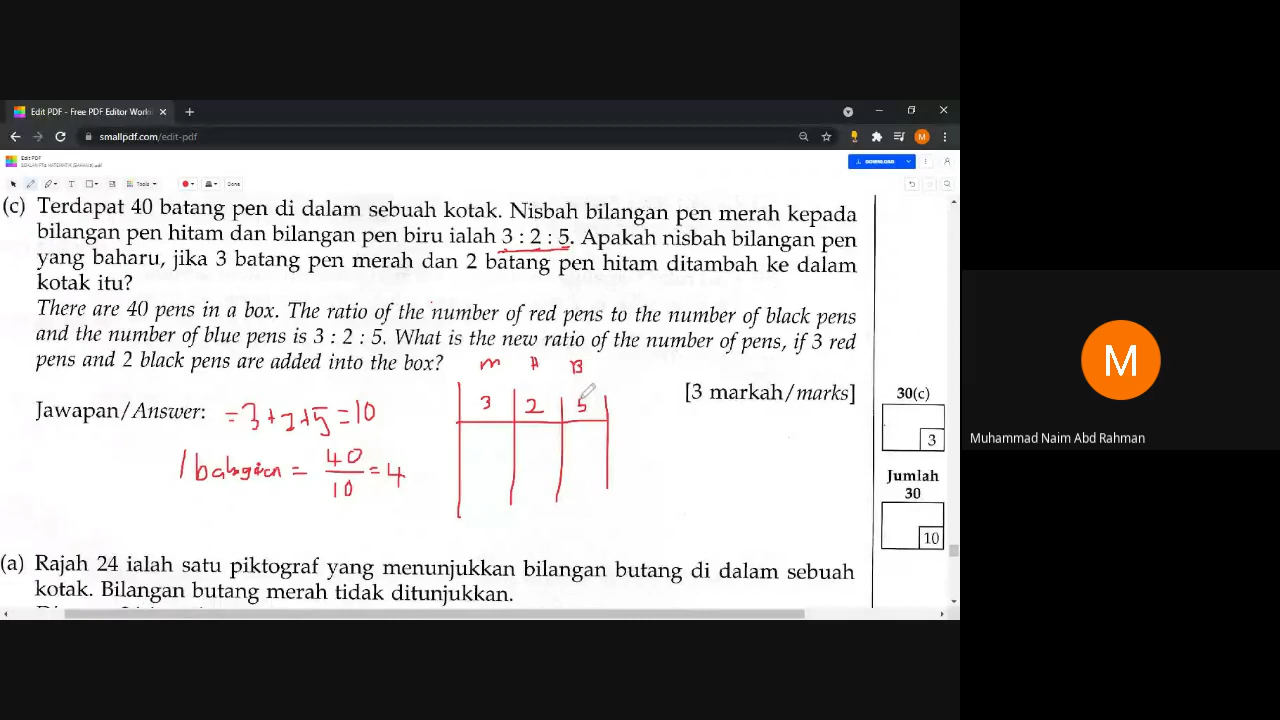 Edit PDF - Free PDF Editor Workin
smallpdf.com/edit-pdf
M
Edit PDF
DOWNLOAD
T
Tools
Done
(c) Terdapat 40 batang pen di dalam sebuah kotak. Nisbah bilangan pen merah kepada
bilangan pen hitam dan bilangan pen biru ialah 3 : 2 : 5. Apakah nisbah bilangan pen
yang baharu, jika 3 batang pen merah dan 2 batang pen hitam ditambah ke dalam
kotak itu?
There are 40 pens in a box. The ratio of the number of red pens to the number of black pens
and the number of blue pens is 3 : 2 : 5. What is the new ratio of the number of pens, if 3 red
pens and 2 black pens are added into the box?
M H B
[3 markah/marks]
30(c)
3
Jawapan/Answer: = 3 + 2 + 5 = 10
3 2 5
1 bahagian = 40/10 = 4
Jumlah
30
10
(a) Rajah 24 ialah satu piktograf yang menunjukkan bilangan butang di dalam sebuah
kotak. Bilangan butang merah tidak ditunjukkan.
M
Muhammad Naim Abd Rahman